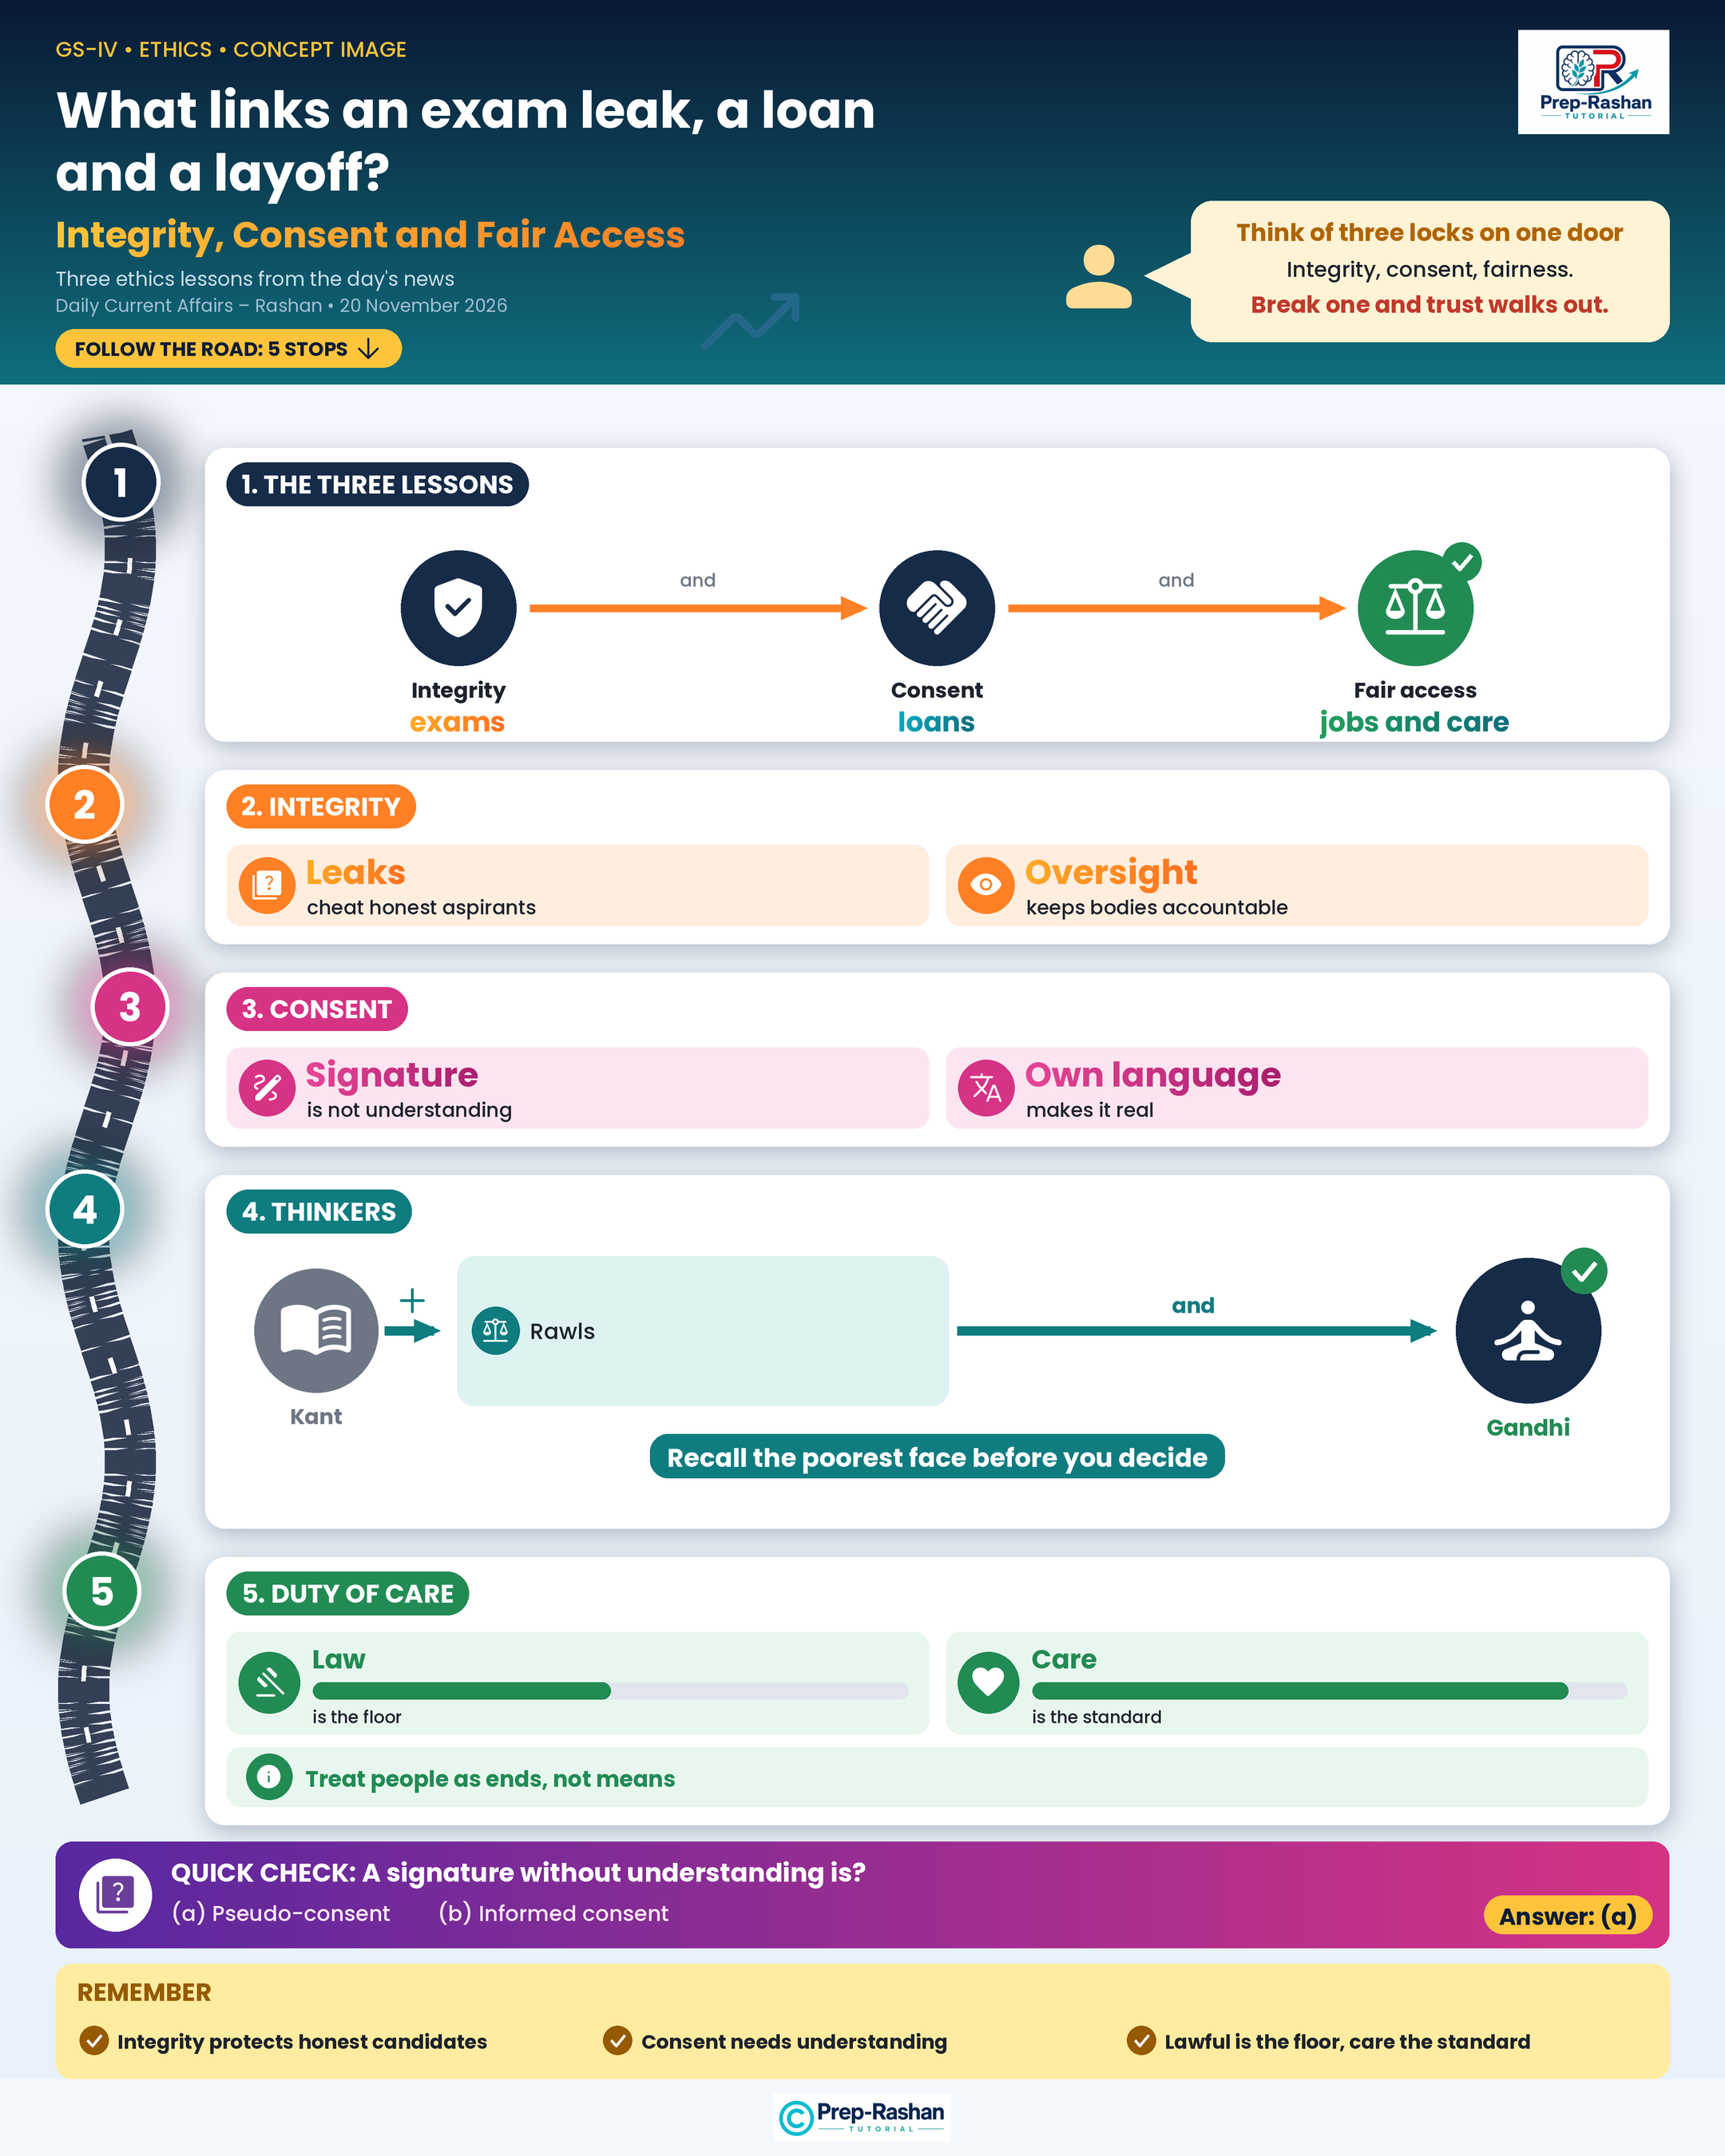 GS-IV • ETHICS • CONCEPT IMAGE
What links an exam leak, a loan
and a layoff?
Integrity, Consent and Fair Access
Three ethics lessons from the day's news
Daily Current Affairs – Rashan • 20 November 2026
FOLLOW THE ROAD: 5 STOPS
PR
Prep-Rashan
TUTORIAL
Think of three locks on one door
Integrity, consent, fairness.
Break one and trust walks out.
1
1. THE THREE LESSONS
and
and
Integrity
Consent
Fair access
exams
loans
jobs and care
2
2. INTEGRITY
Leaks
cheat honest aspirants
Oversight
keeps bodies accountable
3
3. CONSENT
Signature
is not understanding
Own language
makes it real
4
4. THINKERS
Kant
+
Rawls
and
Gandhi
Recall the poorest face before you decide
5
5. DUTY OF CARE
Law
is the floor
Care
is the standard
Treat people as ends, not means
QUICK CHECK: A signature without understanding is?
(a) Pseudo-consent (b) Informed consent
Answer: (a)
REMEMBER
Integrity protects honest candidates
Consent needs understanding
Lawful is the floor, care the standard
© Prep-Rashan
TUTORIAL